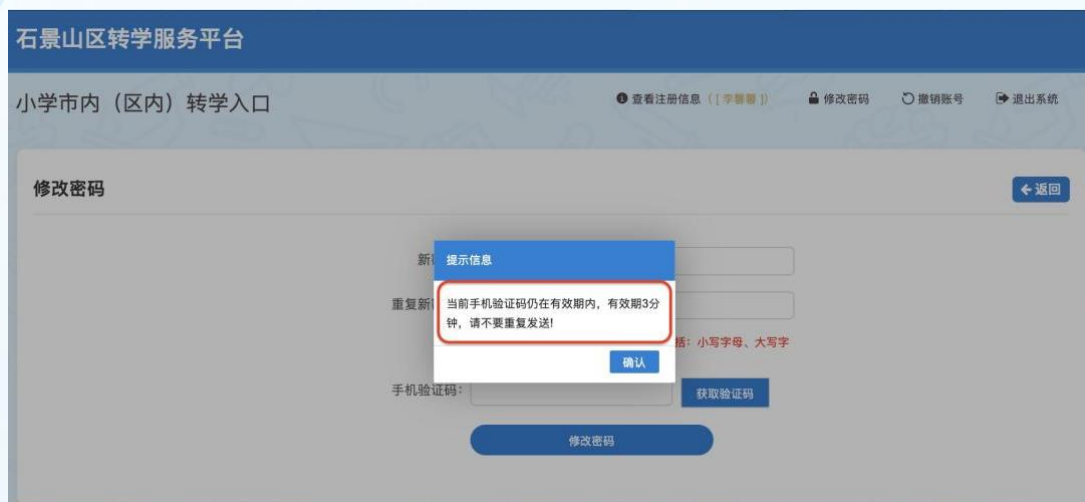 石景山区转学服务平台
小学市内（区内）转学入口
查看注册信息（[李馨馨]） 修改密码 撤销账号 退出系统
修改密码
返回
新
提示信息
重复新
当前手机验证码仍在有效期内，有效期3分
钟，请不要重复发送!
括：小写字母、大写字
确认
手机验证码：
获取验证码
修改密码